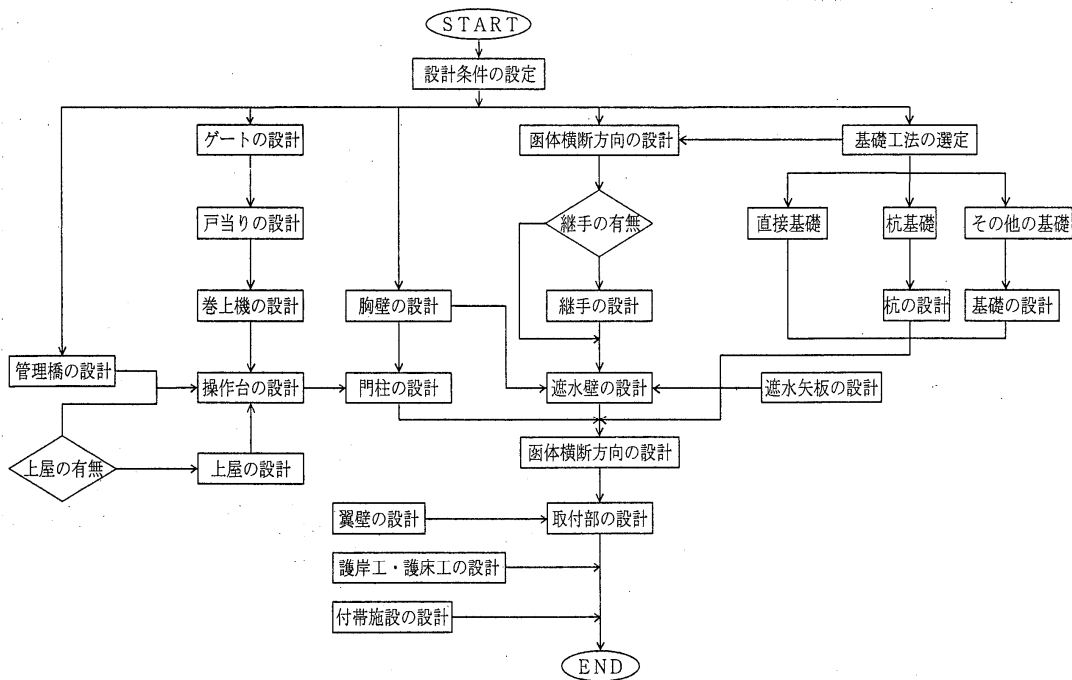 START
設計条件の設定
ゲートの設計
函体横断方向の設計
基礎工法の選定
戸当りの設計
継手の有無
直接基礎
杭基礎
その他の基礎
巻上機の設計
胸壁の設計
継手の設計
杭の設計
基礎の設計
管理橋の設計
操作台の設計
門柱の設計
遮水壁の設計
遮水矢板の設計
上屋の有無
上屋の設計
函体横断方向の設計
翼壁の設計
取付部の設計
護岸工・護床工の設計
付帯施設の設計
END